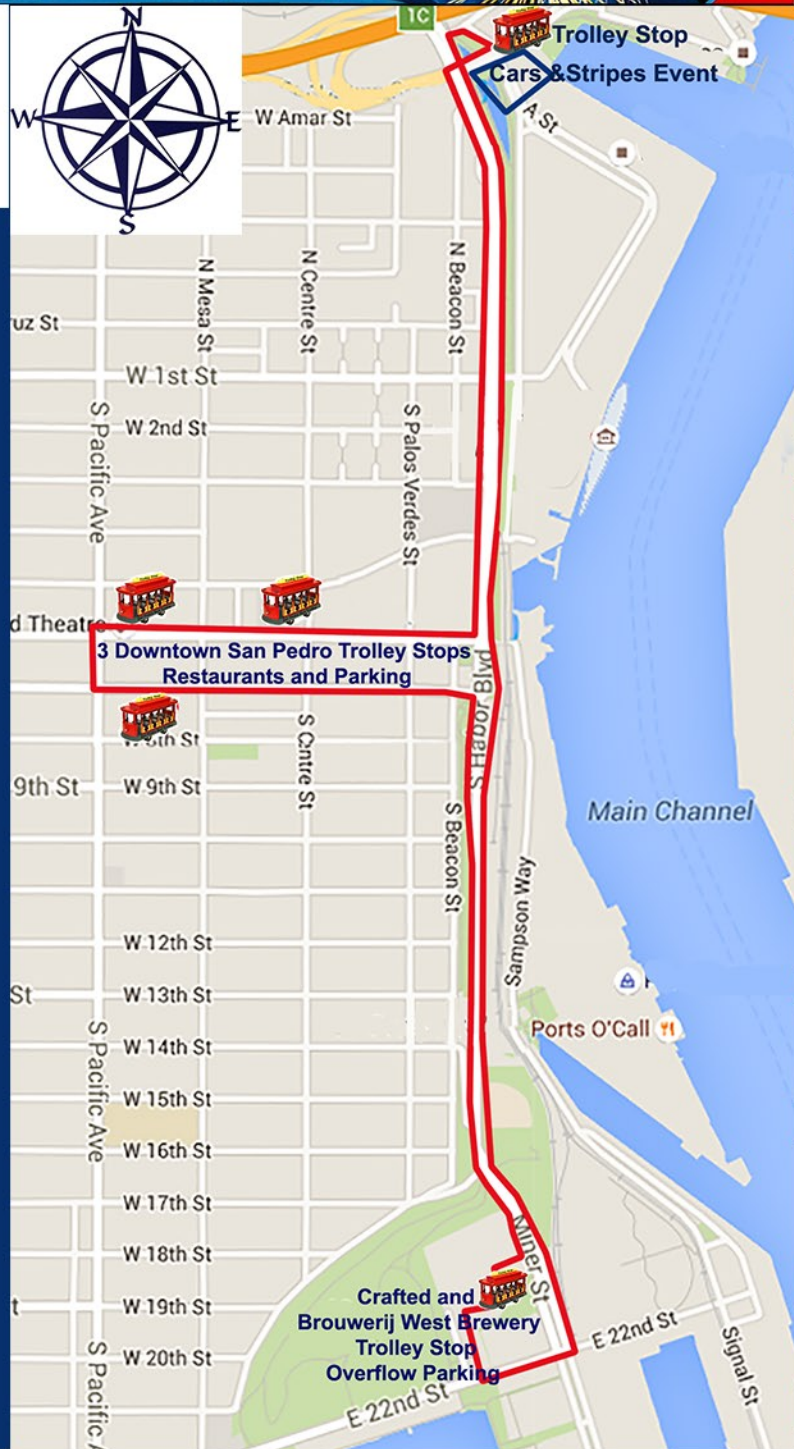 1C
Trolley Stop
Cars &Stripes Event
N
W
E
S
W Amar St
A St
N Mesa St
N Centre St
N Beacon St
uz St
W 1st St
S Pacific Ave
W 2nd St
S Palos Verdes St
d Theatre
3 Downtown San Pedro Trolley Stops
Restaurants and Parking
S Harbor Blvd
S Centre St
9th St
W 9th St
S Beacon St
Main Channel
Sampson Way
W 12th St
St
W 13th St
Ports O'Call
S Pacific Ave
W 14th St
W 15th St
W 16th St
W 17th St
Miner St
W 18th St
t
W 19th St
Crafted and
Brouwerij West Brewery
Trolley Stop
Overflow Parking
E 22nd St
Signal St
W 20th St
S Pacific
E 22nd St